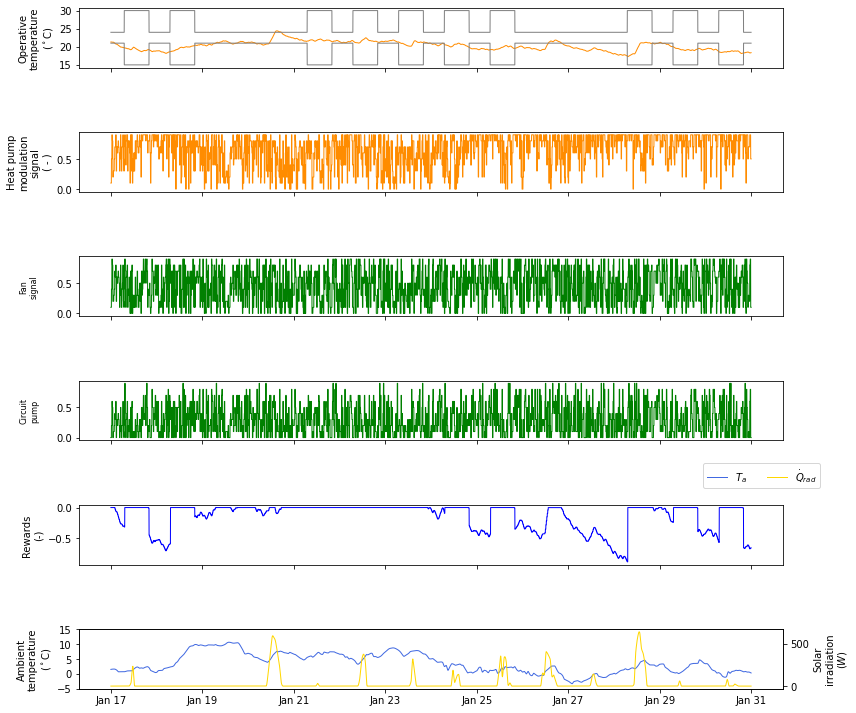 Operative
temperature
(°C)
30
25
20
15
Heat pump
modulation
signal
( - )
0.5
0.0
Fan
signal
0.5
0.0
Circuit
pump
0.5
0.0
T_a
Q̇_rad
Rewards
(-)
0.0
−0.5
Ambient
temperature
(°C)
15
10
5
0
−5
500
0
Solar
irradiation
(W)
Jan 17 Jan 19 Jan 21 Jan 23 Jan 25 Jan 27 Jan 29 Jan 31